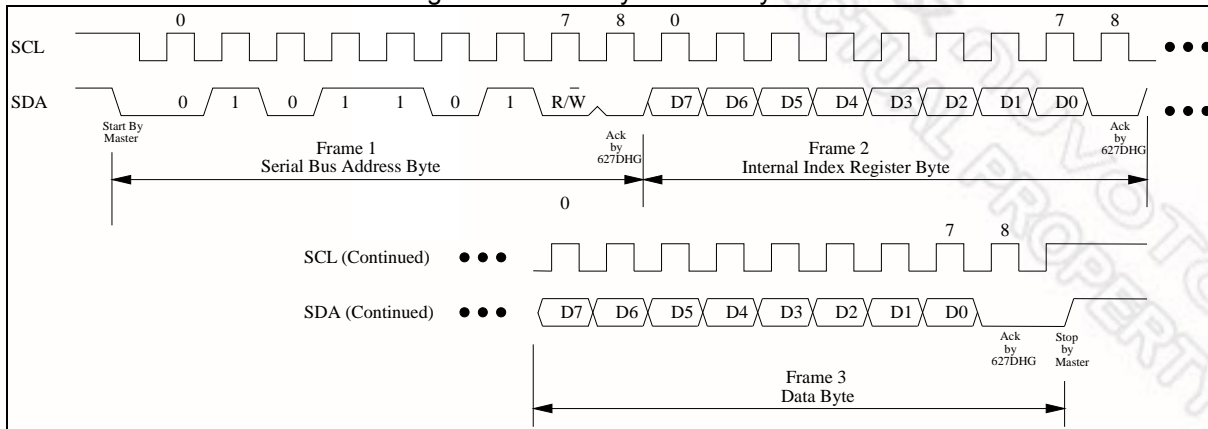 0 7 8 0 7 8
SCL
SDA 0 1 0 1 1 0 1 R/W̅ D7 D6 D5 D4 D3 D2 D1 D0
Start By
Master
Ack
by
627DHG
Ack
by
627DHG
Frame 1
Serial Bus Address Byte
Frame 2
Internal Index Register Byte
0
7 8
SCL (Continued)
SDA (Continued) D7 D6 D5 D4 D3 D2 D1 D0
Ack
by
627DHG
Stop
by
Master
Frame 3
Data Byte